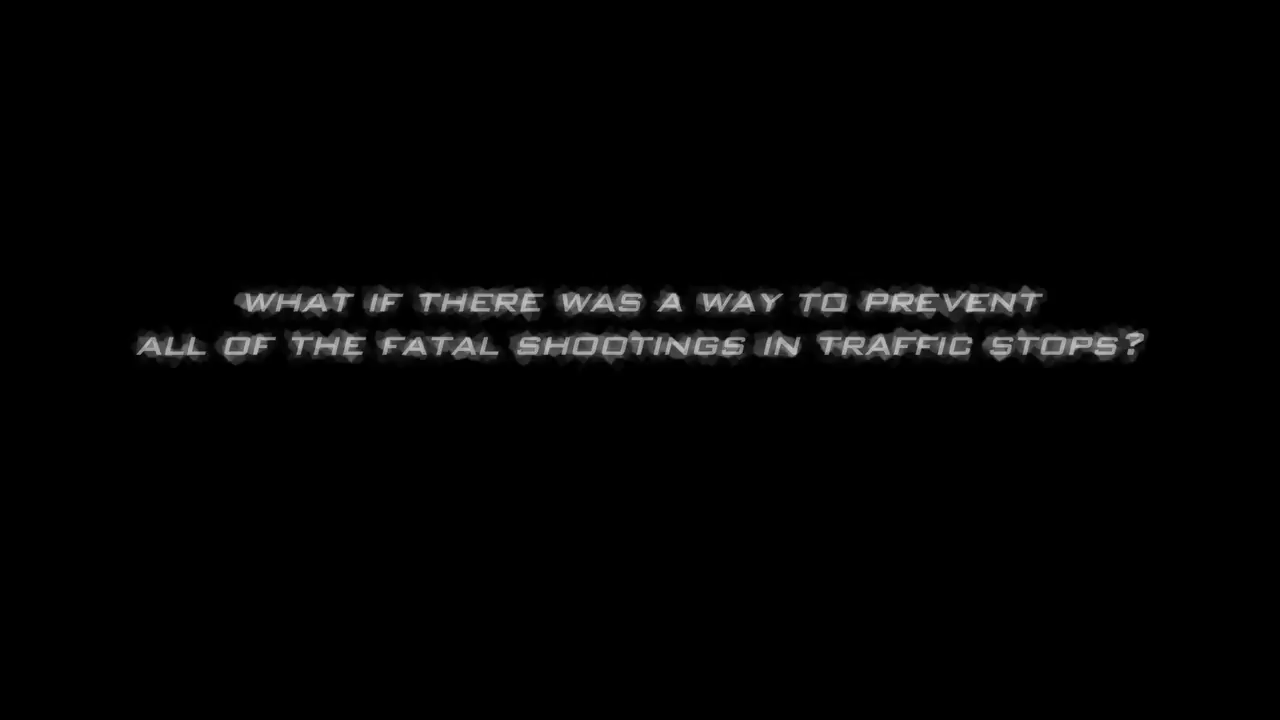 WHAT IF THERE WAS A WAY TO PREVENT
ALL OF THE FATAL SHOOTINGS IN TRAFFIC STOPS?